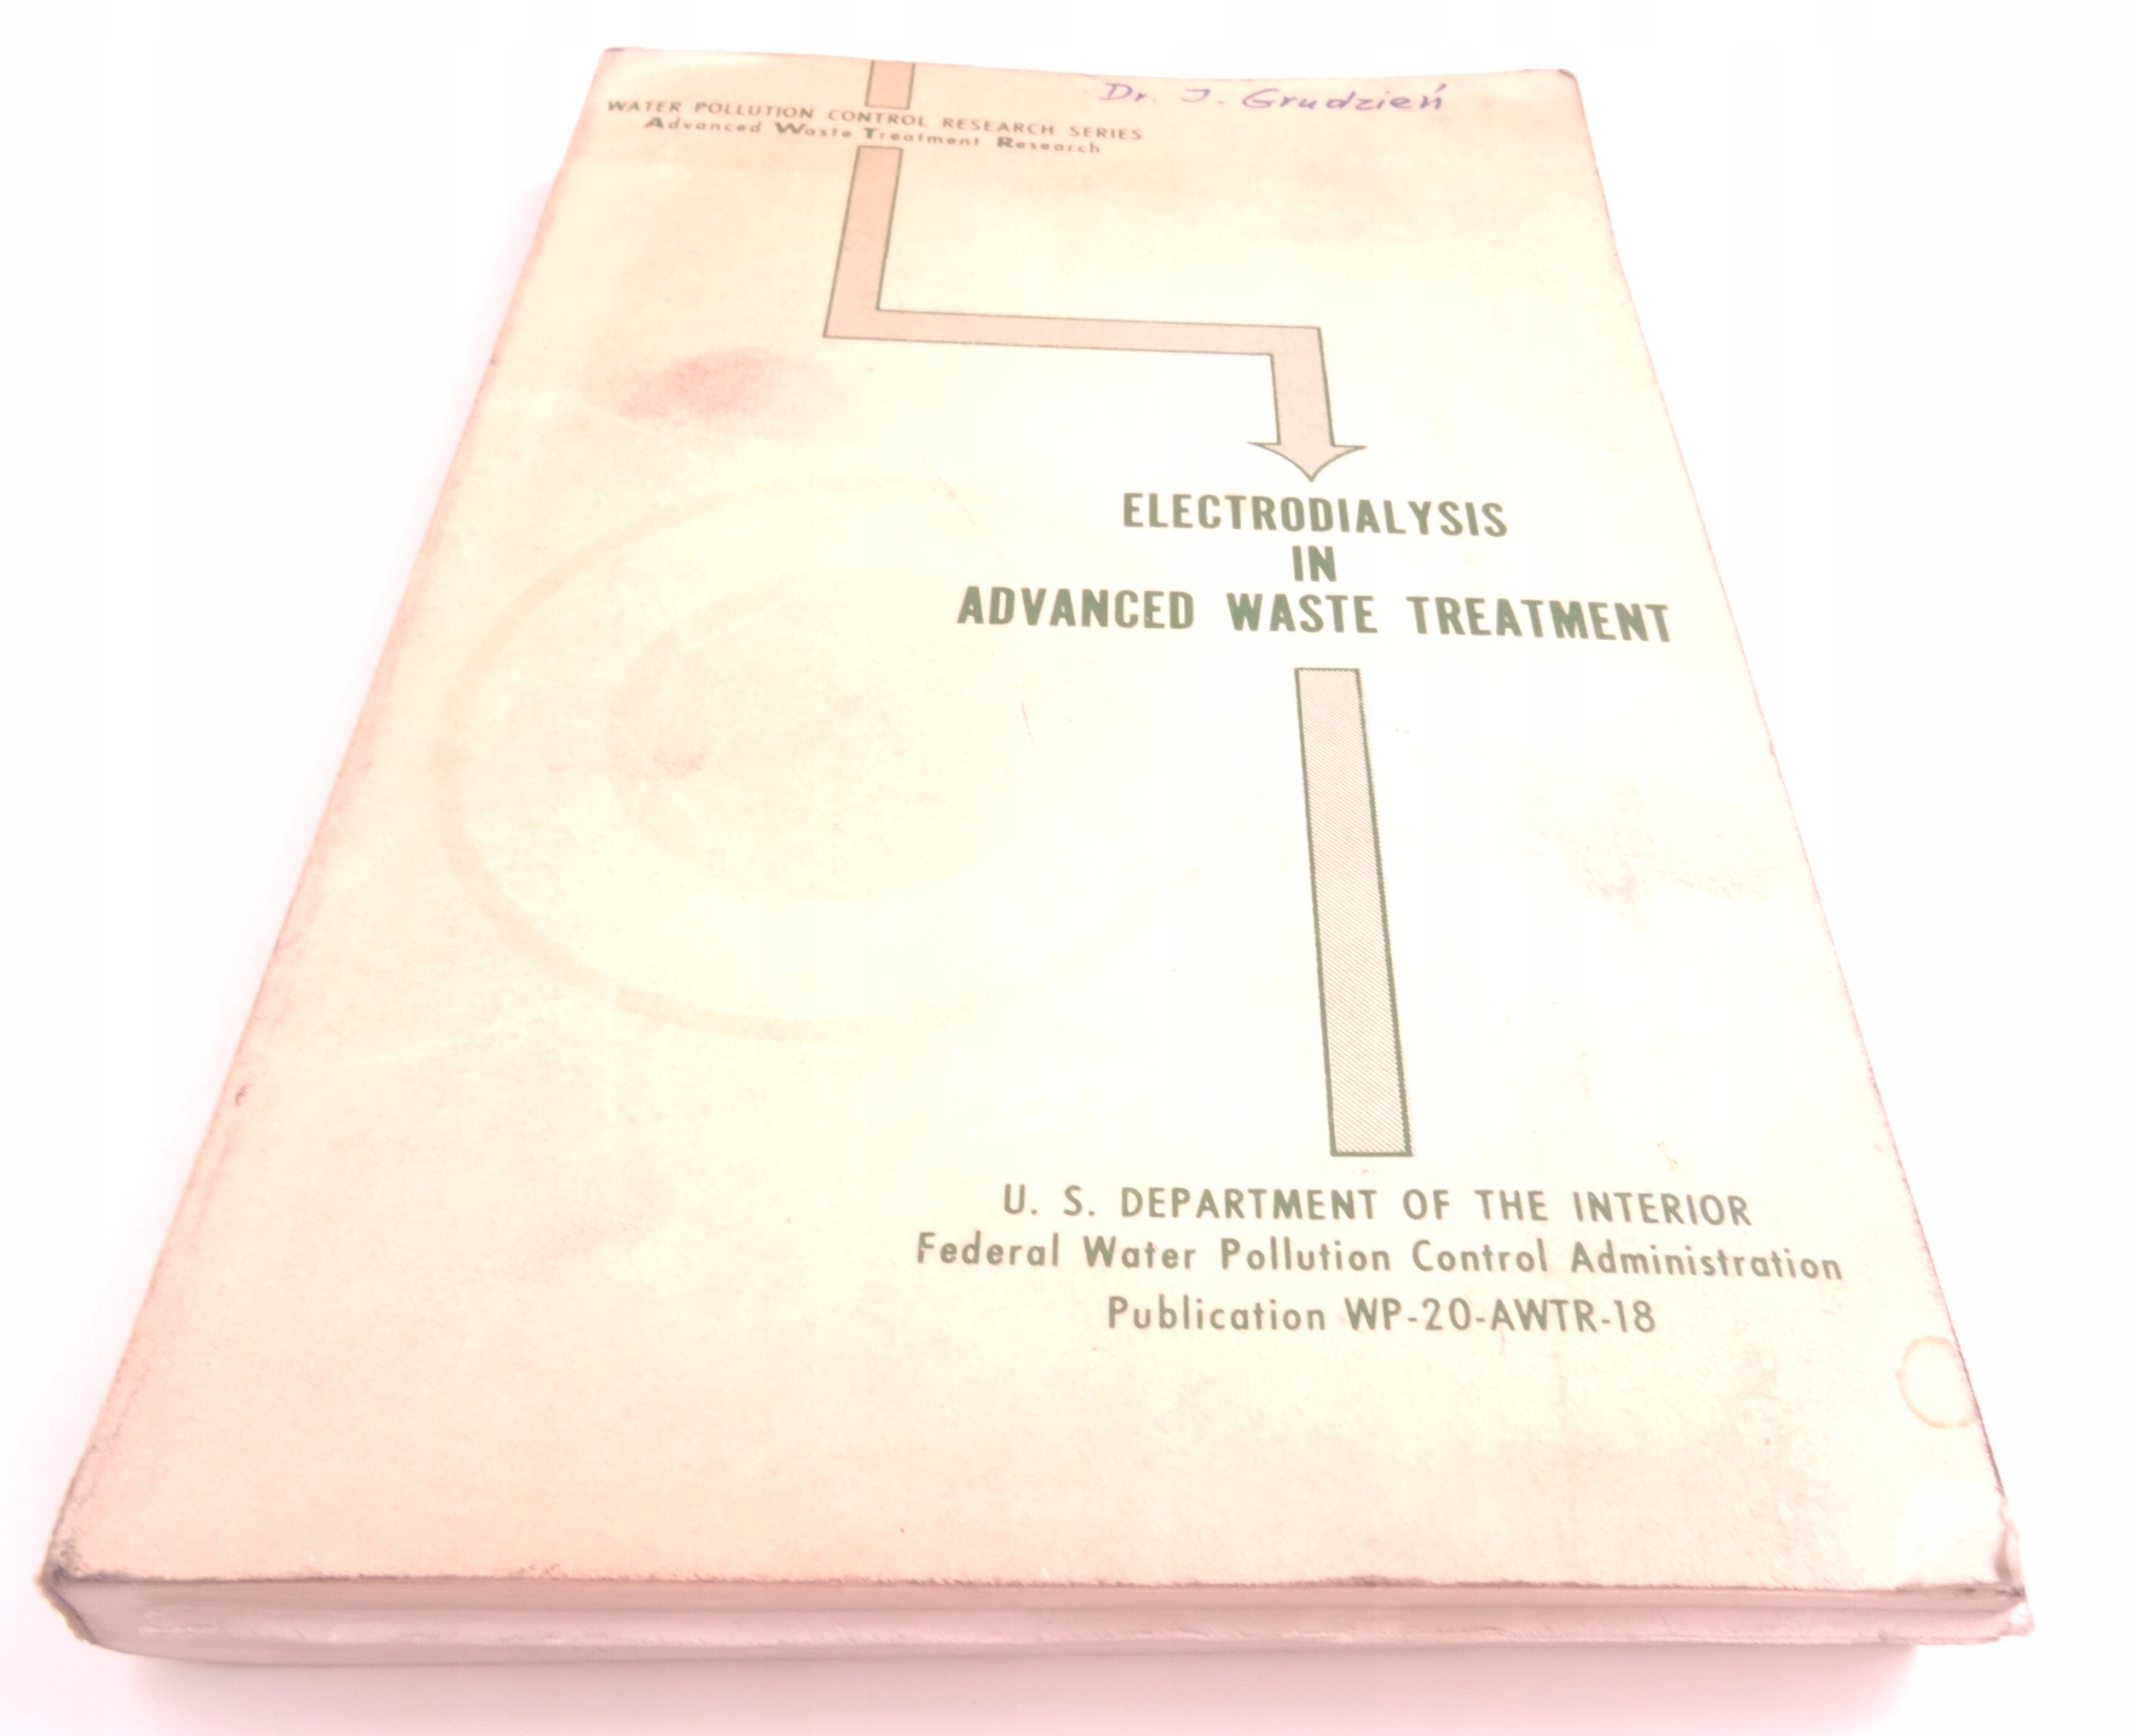 Dr. J. Grudzień
WATER POLLUTION CONTROL RESEARCH SERIES
Advanced Waste Treatment Research
ELECTRODIALYSIS
IN
ADVANCED WASTE TREATMENT
U. S. DEPARTMENT OF THE INTERIOR
Federal Water Pollution Control Administration
Publication WP-20-AWTR-18